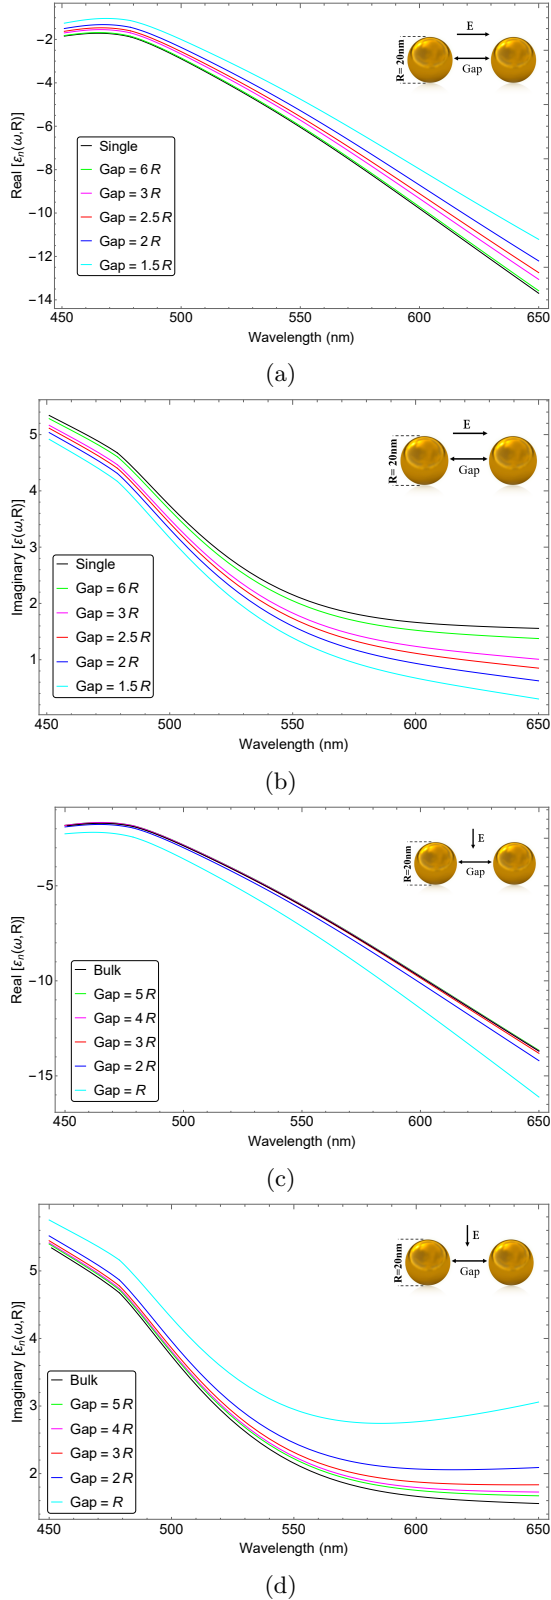 E
R= 20nm
Gap
Single
Gap = 6 R
Gap = 3 R
Gap = 2.5 R
Gap = 2 R
Gap = 1.5 R
Real [εn(ω,R)]
−2
−4
−6
−8
−10
−12
−14
450 500 550 600 650
Wavelength (nm)
(a)
E
R= 20nm
Gap
Single
Gap = 6 R
Gap = 3 R
Gap = 2.5 R
Gap = 2 R
Gap = 1.5 R
Imaginary [ε(ω,R)]
5
4
3
2
1
450 500 550 600 650
Wavelength (nm)
(b)
E
R=20nm
Gap
Bulk
Gap = 5 R
Gap = 4 R
Gap = 3 R
Gap = 2 R
Gap = R
Real [εn(ω,R)]
−5
−10
−15
450 500 550 600 650
Wavelength (nm)
(c)
E
R=20nm
Gap
Bulk
Gap = 5 R
Gap = 4 R
Gap = 3 R
Gap = 2 R
Gap = R
Imaginary [εn(ω,R)]
5
4
3
2
450 500 550 600 650
Wavelength (nm)
(d)